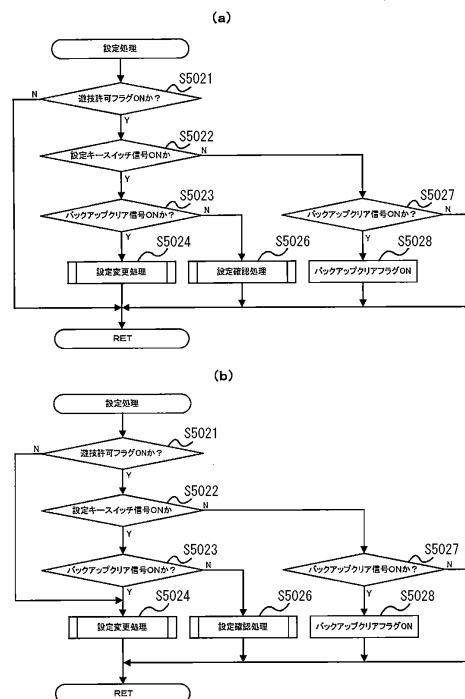 (a)
設定処理
S5021
N
遊技許可フラグONか?
Y
S5022
設定キースイッチ信号ONか
N
Y
S5023
S5027
バックアップクリア信号ONか?
N
バックアップクリア信号ONか?
N
Y
S5024
S5026
Y
S5028
設定変更処理
設定確認処理
バックアップクリアフラグON
RET
(b)
設定処理
S5021
N
遊技許可フラグONか?
Y
S5022
設定キースイッチ信号ONか
N
Y
S5023
S5027
バックアップクリア信号ONか?
N
バックアップクリア信号ONか?
N
Y
S5024
S5026
Y
S5028
設定変更処理
設定確認処理
バックアップクリアフラグON
RET